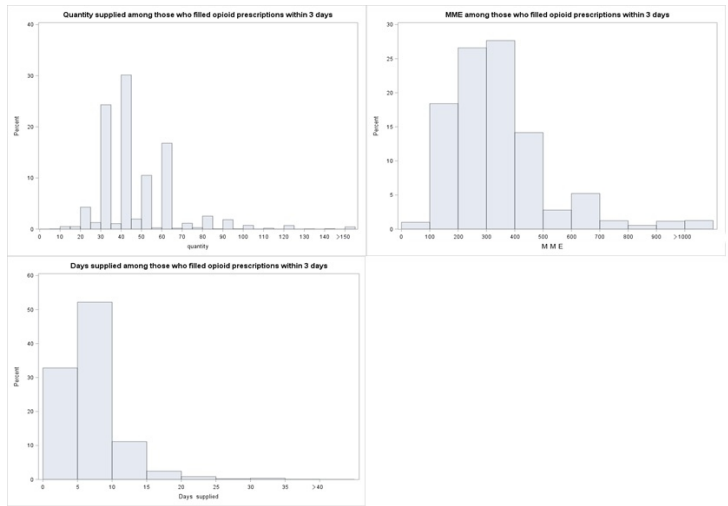 Quantity supplied among those who filled opioid prescriptions within 3 days
40
30
20
10
0
Percent
0 10 20 30 40 50 60 70 80 90 100 110 120 130 140 >150
quantity
MME among those who filled opioid prescriptions within 3 days
30
25
20
15
10
5
0
Percent
0 100 200 300 400 500 600 700 800 900 >1000
MME
Days supplied among those who filled opioid prescriptions within 3 days
60
50
40
30
20
10
0
Percent
0 5 10 15 20 25 30 35 >40
Days supplied